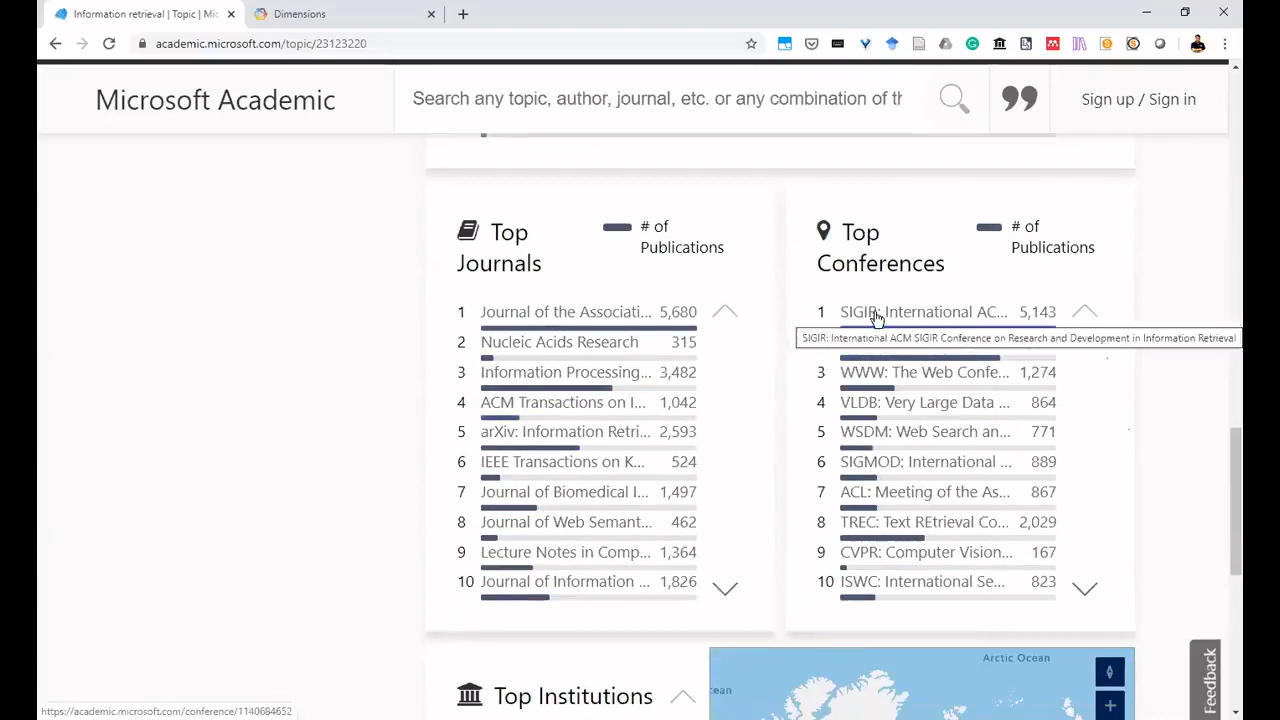 Information retrieval | Topic | Mic
Dimensions
academic.microsoft.com/topic/23123220
Microsoft Academic
Search any topic, author, journal, etc. or any combination of th
Sign up / Sign in
Top Journals
# of Publications
1 Journal of the Associati... 5,680
2 Nucleic Acids Research 315
3 Information Processing... 3,482
4 ACM Transactions on I... 1,042
5 arXiv: Information Retri... 2,593
6 IEEE Transactions on K... 524
7 Journal of Biomedical I... 1,497
8 Journal of Web Semant... 462
9 Lecture Notes in Comp... 1,364
10 Journal of Information ... 1,826
Top Conferences
# of Publications
1 SIGIR: International AC... 5,143
SIGIR: International ACM SIGIR Conference on Research and Development in Information Retrieval
3 WWW: The Web Confe... 1,274
4 VLDB: Very Large Data ... 864
5 WSDM: Web Search an... 771
6 SIGMOD: International ... 889
7 ACL: Meeting of the As... 867
8 TREC: Text REtrieval Co... 2,029
9 CVPR: Computer Vision... 167
10 ISWC: International Se... 823
Top Institutions
Arctic Ocean
cean
Feedback
https://academic.microsoft.com/conference/1140684652